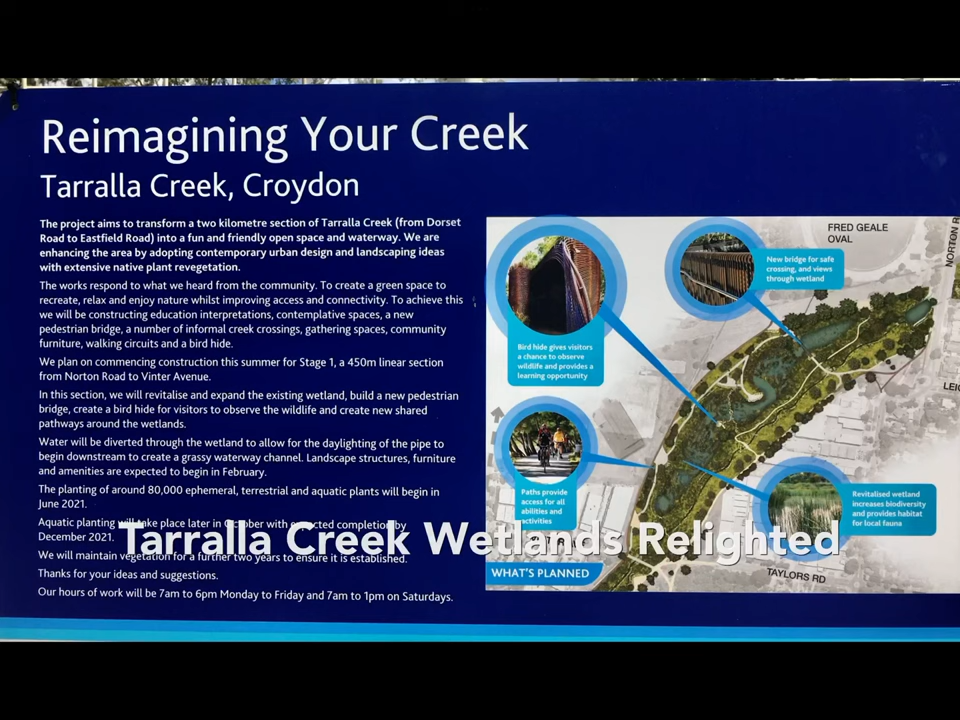 Reimagining Your Creek
Tarralla Creek, Croydon
The project aims to transform a two kilometre section of Tarralla Creek (from Dorset
Road to Eastfield Road) into a fun and friendly open space and waterway. We are
enhancing the area by adopting contemporary urban design and landscaping ideas
with extensive native plant revegetation.
The works respond to what we heard from the community. To create a green space to
recreate, relax and enjoy nature whilst improving access and connectivity. To achieve this
we will be constructing education interpretations, contemplative spaces, a new
pedestrian bridge, a number of informal creek crossings, gathering spaces, community
furniture, walking circuits and a bird hide.
We plan on commencing construction this summer for Stage 1, a 450m linear section
from Norton Road to Vinter Avenue.
In this section, we will revitalise and expand the existing wetland, build a new pedestrian
bridge, create a bird hide for visitors to observe the wildlife and create new shared
pathways around the wetlands.
Water will be diverted through the wetland to allow for the daylighting of the pipe to
begin downstream to create a grassy waterway channel. Landscape structures, furniture
and amenities are expected to begin in February.
The planting of around 80,000 ephemeral, terrestrial and aquatic plants will begin in
June 2021.
Aquatic planting will take place later in October with expected completion by
December 2021.
We will maintain vegetation for a further two years to ensure it is established.
Thanks for your ideas and suggestions.
Our hours of work will be 7am to 6pm Monday to Friday and 7am to 1pm on Saturdays.
Tarralla Creek Wetlands Relighted
FRED GEALE
OVAL
NORTON R
New bridge for safe
crossing, and views
through wetland
Bird hide gives visitors
a chance to observe
wildlife and provides a
learning opportunity
LEIG
Paths provide
access for all
abilities and
activities
Revitalised wetland
increases biodiversity
and provides habitat
for local fauna
WHAT'S PLANNED
TAYLORS RD